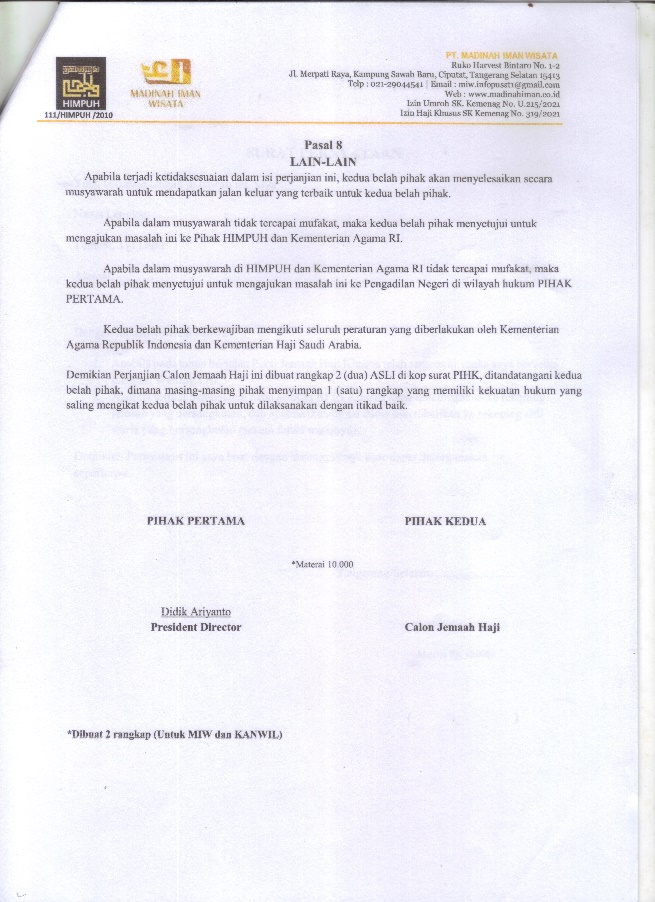 PT. MADINAH IMAN WISATA
Ruko Harvest Bintaro No. 1-2
Jl. Merpati Raya, Kampung Sawah Baru, Ciputat, Tangerang Selatan 15413
Telp : 021-29044541 | Email : miw.infopusat1@gmail.com
Web : www.madinahiman.co.id
Izin Umroh SK. Kemenag No. U.215/2021
Izin Haji Khusus SK Kemenag No. 319/2021
HIMPUH
111/HIMPUH /2010
MADINAH IMAN
WISATA
Pasal 8
LAIN-LAIN
Apabila terjadi ketidaksesuaian dalam isi perjanjian ini, kedua belah pihak akan menyelesaikan secara
musyawarah untuk mendapatkan jalan keluar yang terbaik untuk kedua belah pihak.
Apabila dalam musyawarah tidak tercapai mufakat, maka kedua belah pihak menyetujui untuk
mengajukan masalah ini ke Pihak HIMPUH dan Kementerian Agama RI.
Apabila dalam musyawarah di HIMPUH dan Kementerian Agama RI tidak tercapai mufakat, maka
kedua belah pihak menyetujui untuk mengajukan masalah ini ke Pengadilan Negeri di wilayah hukum PIHAK
PERTAMA.
Kedua belah pihak berkewajiban mengikuti seluruh peraturan yang diberlakukan oleh Kementerian
Agama Republik Indonesia dan Kementerian Haji Saudi Arabia.
Demikian Perjanjian Calon Jemaah Haji ini dibuat rangkap 2 (dua) ASLI di kop surat PIHK, ditandatangani kedua
belah pihak, dimana masing-masing pihak menyimpan 1 (satu) rangkap yang memiliki kekuatan hukum yang
saling mengikat kedua belah pihak untuk dilaksanakan dengan itikad baik.
PIHAK PERTAMA
PIHAK KEDUA
*Materai 10.000
Didik Ariyanto
President Director
Calon Jemaah Haji
*Dibuat 2 rangkap (Untuk MIW dan KANWIL)